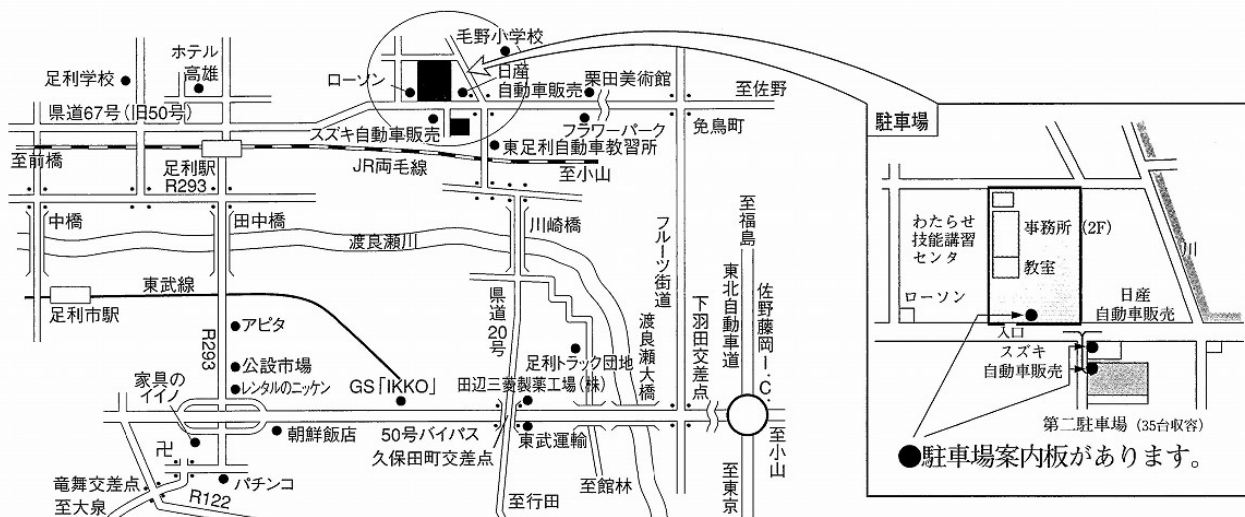 毛野小学校
ホテル
高雄
足利学校
ローソン
日産
自動車販売
栗田美術館
至佐野
県道67号(旧50号)
スズキ自動車販売
フラワーパーク
免鳥町
東足利自動車教習所
至前橋
足利駅
R293
JR両毛線
至小山
中橋
田中橋
川崎橋
渡良瀬川
東武線
足利市駅
県道20号
フルーツ街道
渡良瀬大橋
下羽田交差点
至福島
東北自動車道
佐野藤岡I.C.
R293
アピタ
公設市場
レンタルのニッケン
家具の
イイノ
GS「IKKO」
足利トラック団地
田辺三菱製薬工場(株)
朝鮮飯店
50号バイパス
久保田町交差点
東武運輸
卍
パチンコ
竜舞交差点
至大泉
R122
至行田
至館林
至東京
至小山
駐車場
わたらせ
技能講習
センタ
事務所(2F)
教室
川
ローソン
日産
自動車販売
入口
スズキ
自動車販売
第二駐車場(35台収容)
●駐車場案内板があります。